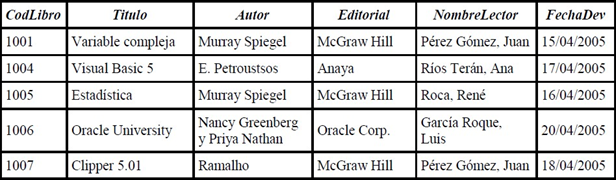 CodLibro Titulo Autor Editorial NombreLector FechaDev
1001 Variable compleja Murray Spiegel McGraw Hill Pérez Gómez, Juan 15/04/2005
1004 Visual Basic 5 E. Petroustsos Anaya Ríos Terán, Ana 17/04/2005
1005 Estadística Murray Spiegel McGraw Hill Roca, René 16/04/2005
1006 Oracle University Nancy Greenberg y Priya Nathan Oracle Corp. García Roque, Luis 20/04/2005
1007 Clipper 5.01 Ramalho McGraw Hill Pérez Gómez, Juan 18/04/2005